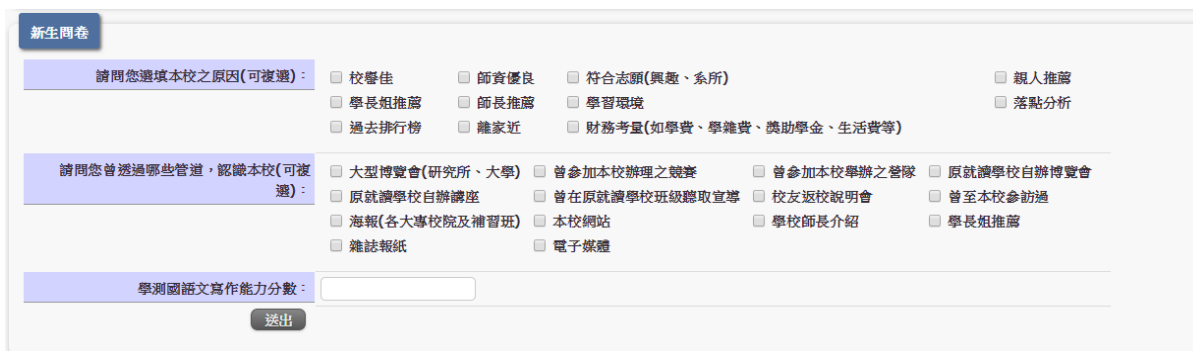 新生問卷
請問您選填本校之原因(可複選)：
校譽佳 師資優良 符合志願(興趣、系所) 親人推薦
學長姐推薦 師長推薦 學習環境 落點分析
過去排行榜 離家近 財務考量(如學費、學雜費、獎助學金、生活費等)
請問您曾透過哪些管道，認識本校(可複
選)：
大型博覽會(研究所、大學) 曾參加本校辦理之競賽 曾參加本校舉辦之營隊 原就讀學校自辦博覽會
原就讀學校自辦講座 曾在原就讀學校班級聽取宣導 校友返校說明會 曾至本校參訪過
海報(各大專校院及補習班) 本校網站 學校師長介紹 學長姐推薦
雜誌報紙 電子媒體
學測國語文寫作能力分數：
送出